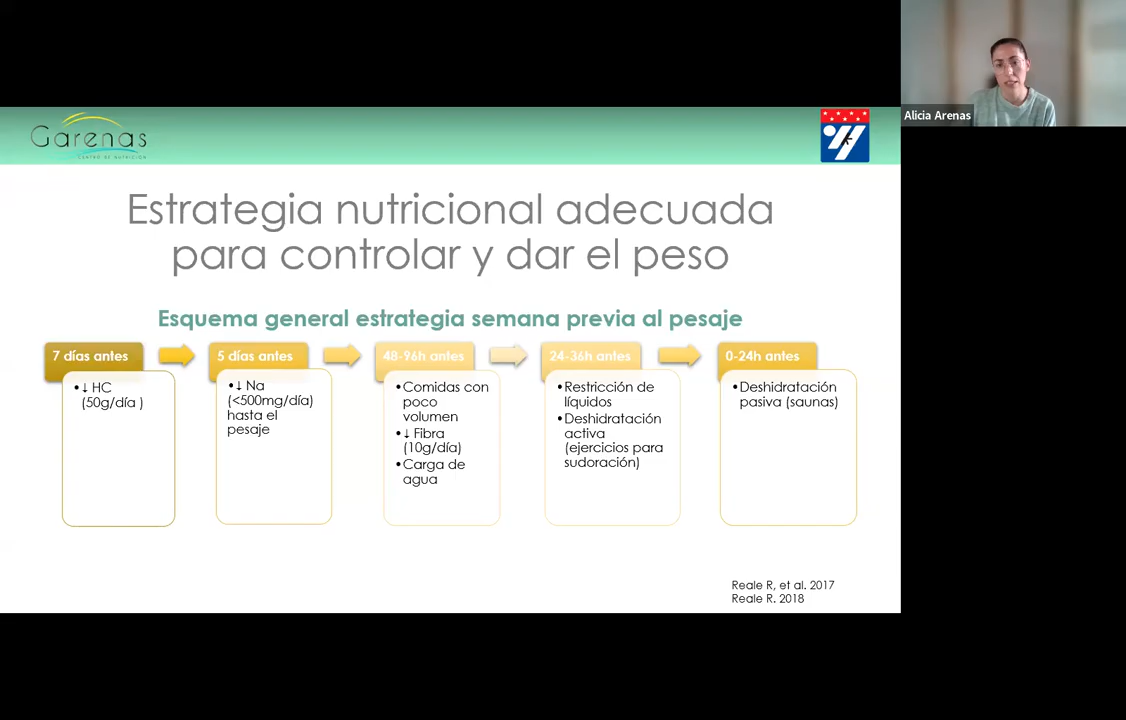 Alicia Arenas
Garenas
CENTRO DE NUTRICIÓN
Estrategia nutricional adecuada
para controlar y dar el peso
Esquema general estrategia semana previa al pesaje
7 días antes
•↓ HC
(50g/día )
5 días antes
•↓ Na
(<500mg/día)
hasta el
pesaje
48-96h antes
•Comidas con
poco
volumen
•↓ Fibra
(10g/día)
•Carga de
agua
24-36h antes
•Restricción de
líquidos
•Deshidratación
activa
(ejercicios para
sudoración)
0-24h antes
•Deshidratación
pasiva (saunas)
Reale R, et al. 2017
Reale R. 2018